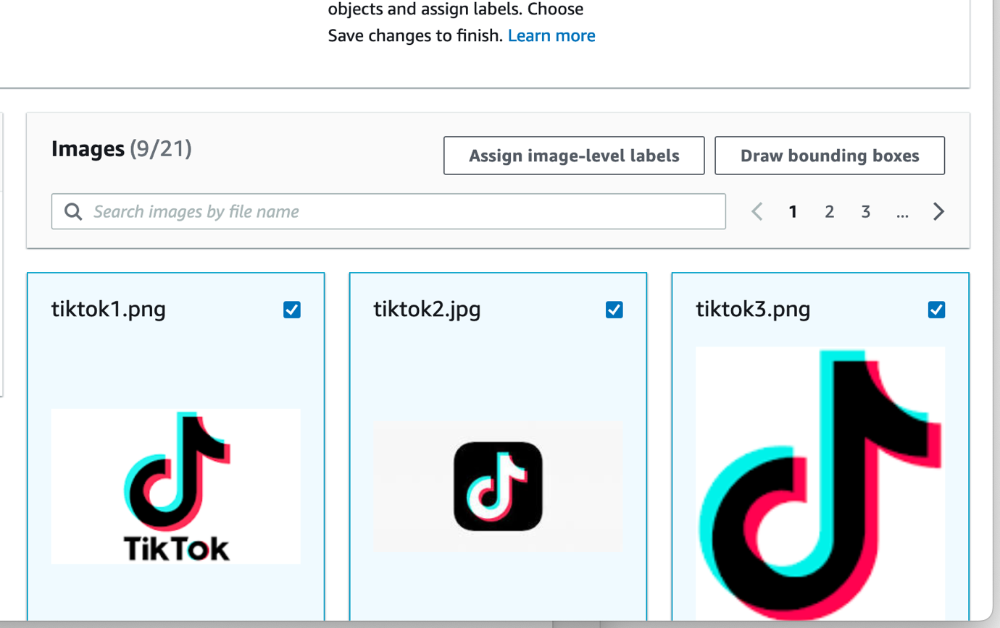 objects and assign labels. Choose
Save changes to finish. Learn more
Images (9/21)
Assign image-level labels
Draw bounding boxes
Search images by file name
1 2 3 ...
tiktok1.png
tiktok2.jpg
tiktok3.png
TikTok